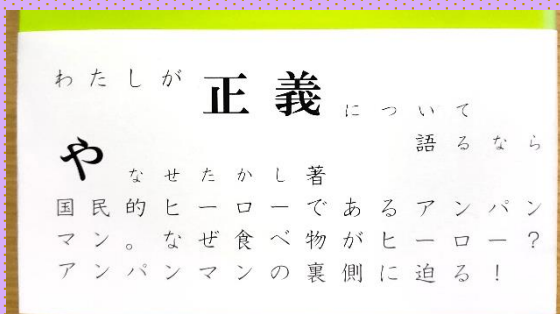 わたしが正義について
語るなら
やなせたかし著
国民的ヒーローであるアンパン
マン。なぜ食べ物がヒーロー?
アンパンマンの裏側に迫る!